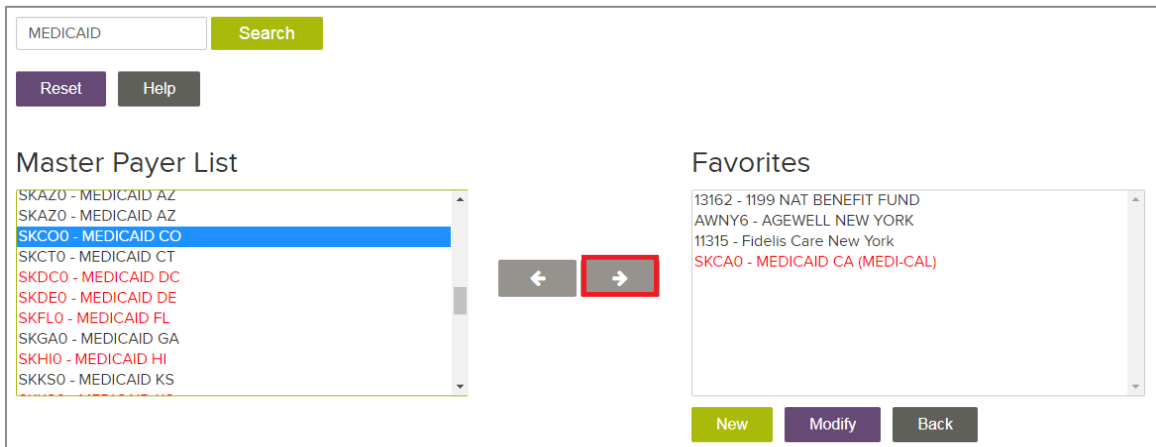 MEDICAID
Search
Reset
Help
Master Payer List
SKAZ0 - MEDICAID AZ
SKAZ0 - MEDICAID AZ
SKCO0 - MEDICAID CO
SKCT0 - MEDICAID CT
SKDC0 - MEDICAID DC
SKDE0 - MEDICAID DE
SKFL0 - MEDICAID FL
SKGA0 - MEDICAID GA
SKHI0 - MEDICAID HI
SKKS0 - MEDICAID KS
Favorites
13162 - 1199 NAT BENEFIT FUND
AWNY6 - AGEWELL NEW YORK
11315 - Fidelis Care New York
SKCA0 - MEDICAID CA (MEDI-CAL)
New
Modify
Back